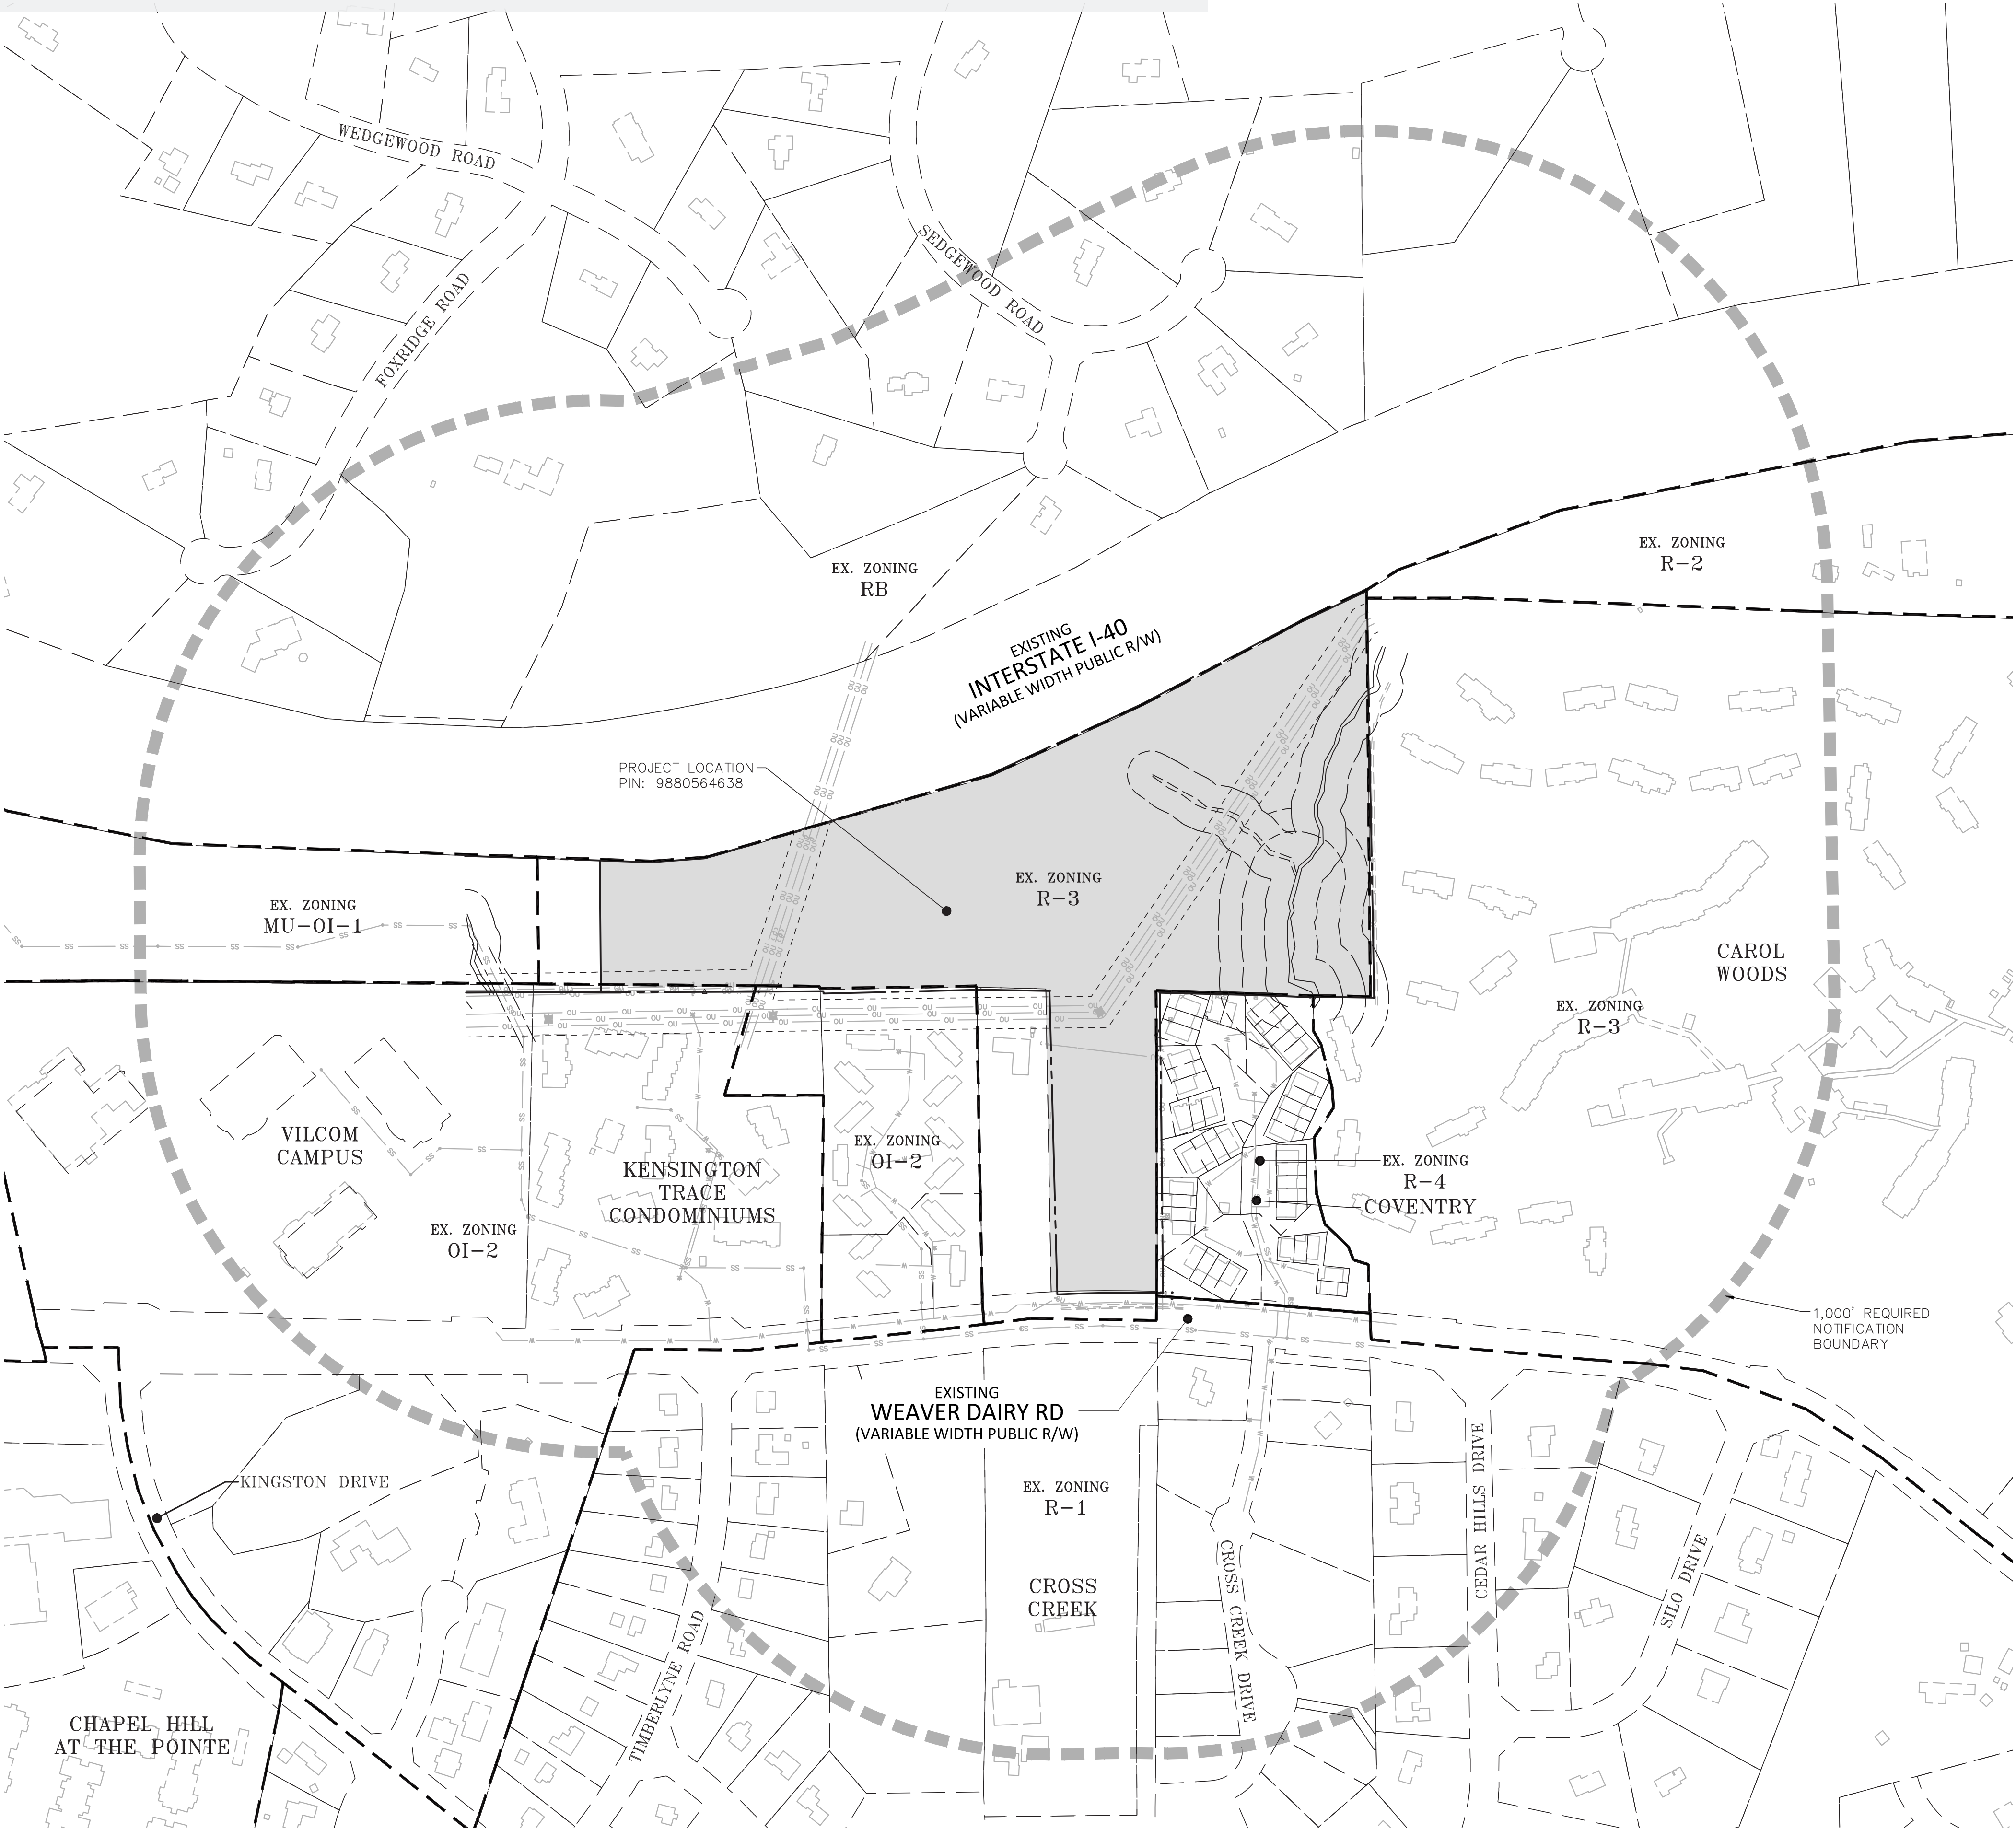 WEDGEWOOD ROAD
FOXRIDGE ROAD
SEDGEWOOD ROAD
EX. ZONING
RB
EX. ZONING
R-2
EXISTING
INTERSTATE I-40
(VARIABLE WIDTH PUBLIC R/W)
PROJECT LOCATION
PIN: 9880564638
EX. ZONING
R-3
EX. ZONING
MU-OI-1
CAROL
WOODS
EX. ZONING
R-3
VILCOM
CAMPUS
KENSINGTON
TRACE
CONDOMINIUMS
EX. ZONING
OI-2
EX. ZONING
OI-2
EX. ZONING
R-4
COVENTRY
1,000' REQUIRED
NOTIFICATION
BOUNDARY
EXISTING
WEAVER DAIRY RD
(VARIABLE WIDTH PUBLIC R/W)
KINGSTON DRIVE
EX. ZONING
R-1
CROSS
CREEK
CROSS CREEK DRIVE
CEDAR HILLS DRIVE
SILO DRIVE
TIMBERLYNE ROAD
CHAPEL HILL
AT THE POINTE